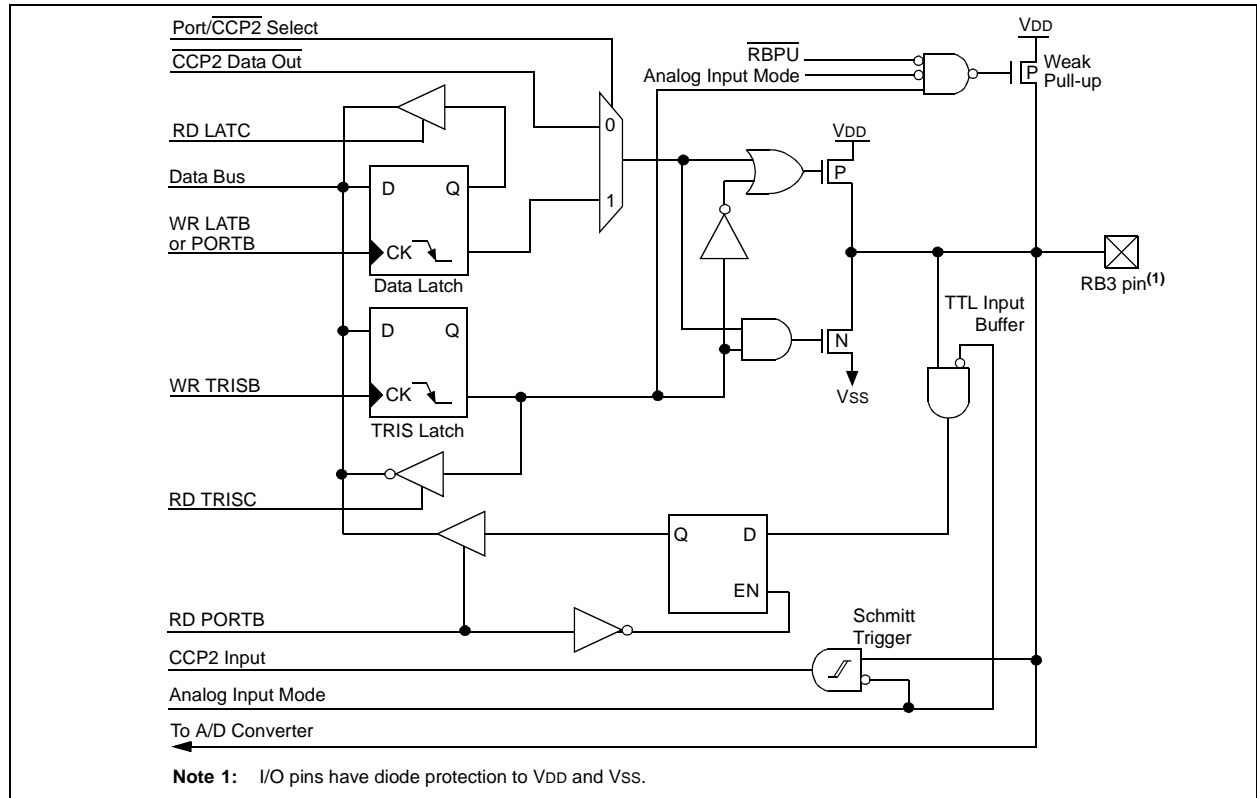 Port/CCP2 Select
CCP2 Data Out
RD LATC
Data Bus
WR LATB
or PORTB
D Q
CK
Data Latch
D Q
CK
TRIS Latch
WR TRISB
RD TRISC
RD PORTB
CCP2 Input
Analog Input Mode
To A/D Converter
0
1
RBPU
Analog Input Mode
VDD
P
Weak
Pull-up
VDD
P
N
VSS
RB3 pin(1)
TTL Input
Buffer
Q D
EN
Schmitt
Trigger
Note 1: I/O pins have diode protection to VDD and VSS.